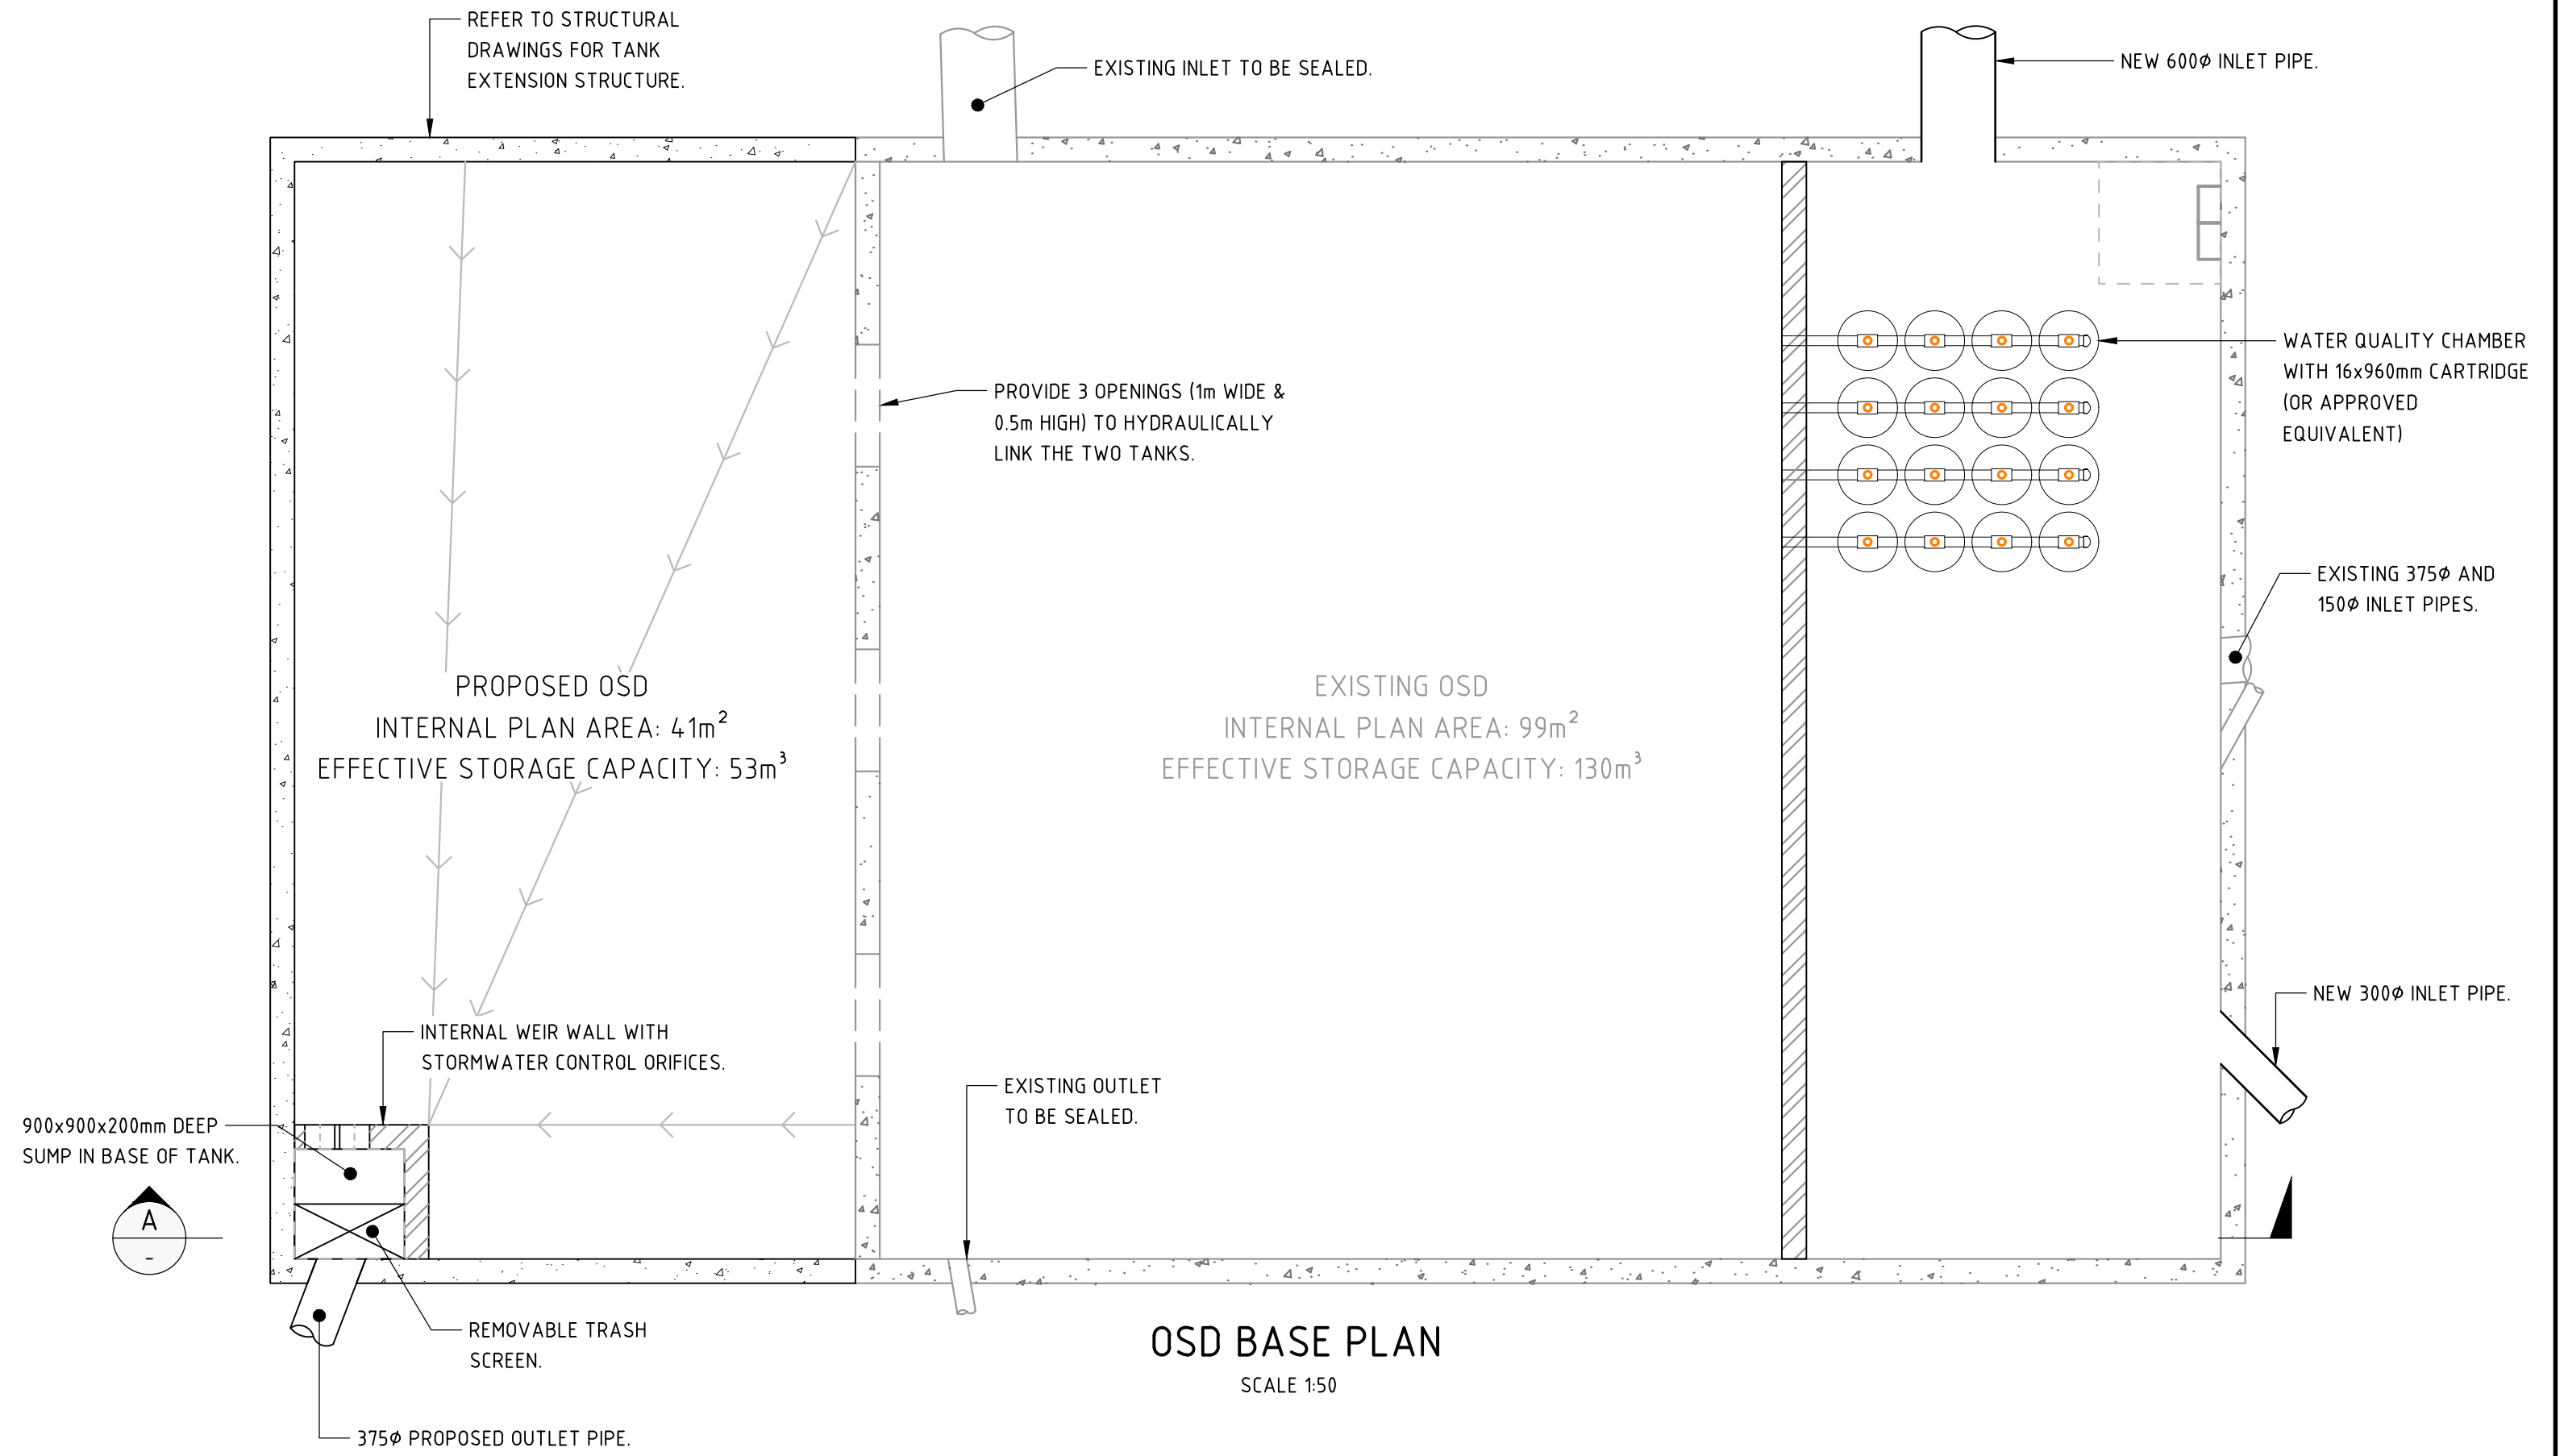 REFER TO STRUCTURAL
DRAWINGS FOR TANK
EXTENSION STRUCTURE.
EXISTING INLET TO BE SEALED.
NEW 600Ø INLET PIPE.
PROVIDE 3 OPENINGS (1m WIDE &
0.5m HIGH) TO HYDRAULICALLY
LINK THE TWO TANKS.
WATER QUALITY CHAMBER
WITH 16x960mm CARTRIDGE
(OR APPROVED
EQUIVALENT)
EXISTING 375Ø AND
150Ø INLET PIPES.
PROPOSED OSD
INTERNAL PLAN AREA: 41m²
EFFECTIVE STORAGE CAPACITY: 53m³
EXISTING OSD
INTERNAL PLAN AREA: 99m²
EFFECTIVE STORAGE CAPACITY: 130m³
NEW 300Ø INLET PIPE.
INTERNAL WEIR WALL WITH
STORMWATER CONTROL ORIFICES.
EXISTING OUTLET
TO BE SEALED.
900x900x200mm DEEP
SUMP IN BASE OF TANK.
A
-
REMOVABLE TRASH
SCREEN.
375Ø PROPOSED OUTLET PIPE.
OSD BASE PLAN
SCALE 1:50